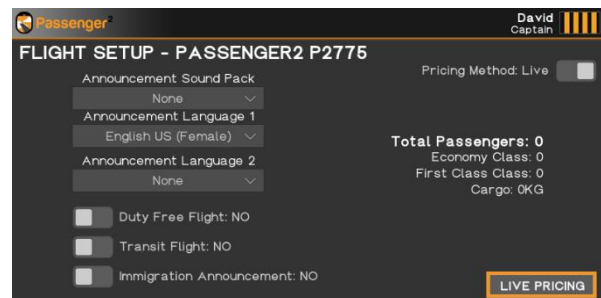 Passenger²
David
Captain
FLIGHT SETUP - PASSENGER2 P2775
Announcement Sound Pack
None
Announcement Language 1
English US (Female)
Announcement Language 2
None
Duty Free Flight: NO
Transit Flight: NO
Immigration Announcement: NO
Pricing Method: Live
Total Passengers: 0
Economy Class: 0
First Class Class: 0
Cargo: 0KG
LIVE PRICING